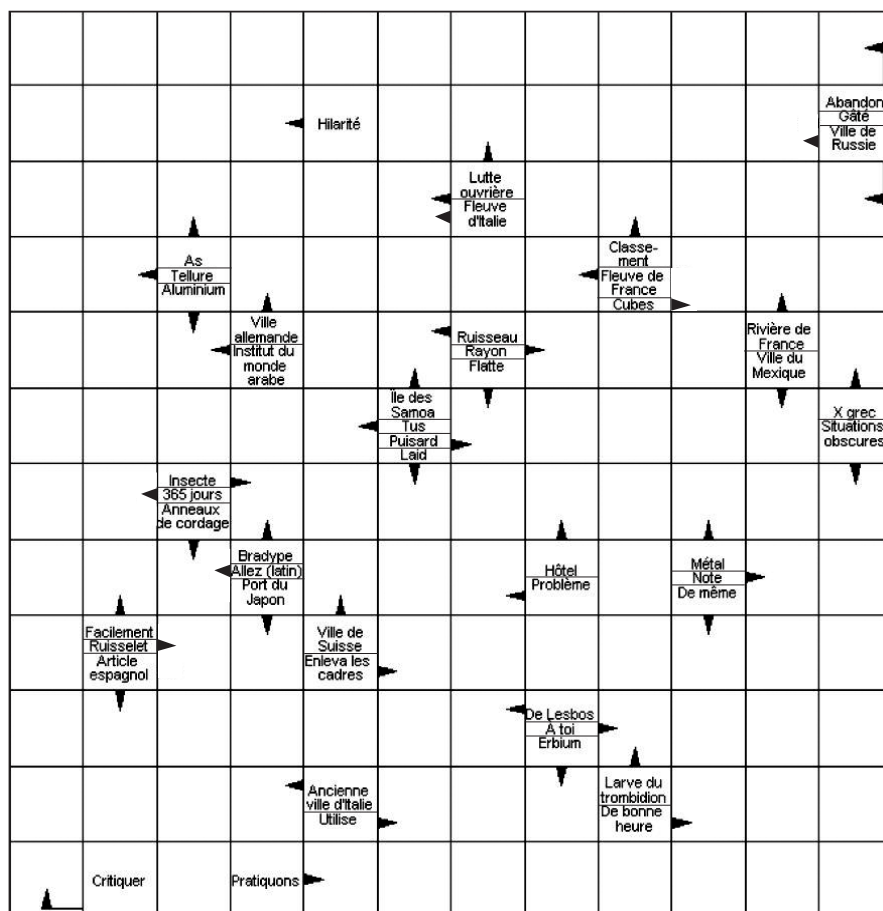 Hilarité
Abandon
Gâté
Ville de
Russie
Lutte
ouvrière
Fleuve
d'Italie
As
Tellure
Aluminium
Classe-
ment
Fleuve de
France
Cubes
Ville
allemande
Institut du
monde
arabe
Ruisseau
Rayon
Flatte
Rivière de
France
Ville du
Mexique
Île des
Samoa
Tus
Puisard
Laid
X grec
Situations
obscures
Insecte
365 jours
Anneaux
de cordage
Bradype
Allez (latin)
Port du
Japon
Hôtel
Problème
Métal
Note
De même
Facilement
Ruisselet
Article
espagnol
Ville de
Suisse
Enleva les
cadres
De Lesbos
À toi
Erbium
Ancienne
ville d'Italie
Utilise
Larve du
trombidion
De bonne
heure
Critiquer
Pratiquons